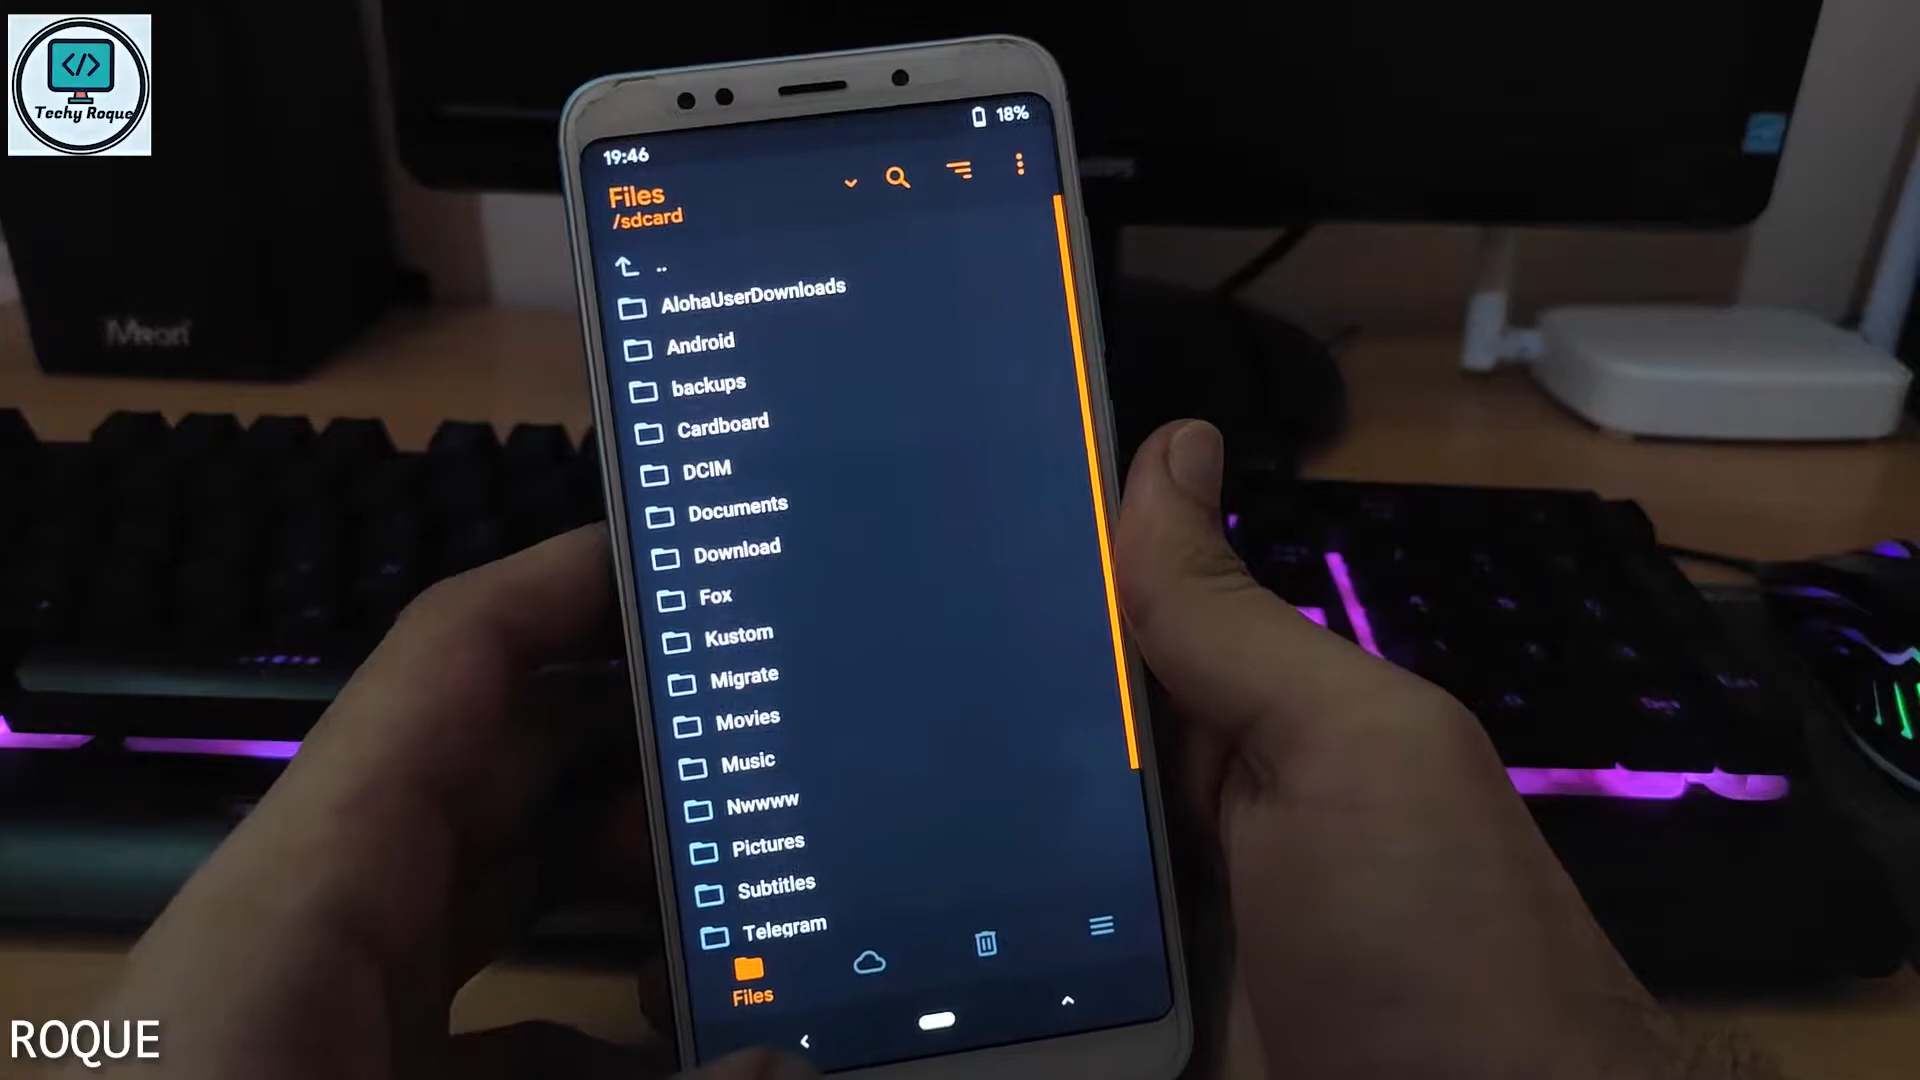 </>
Techy Roque
18%
19:46
Files
/sdcard
..
AlohaUserDownloads
Android
backups
Cardboard
DCIM
Documents
Download
Fox
Kustom
Migrate
Movies
Music
Nwwww
Pictures
Subtitles
Telegram
Files
ROQUE